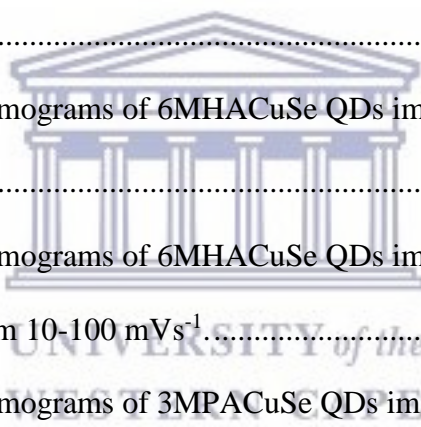 ................................................
mograms of 6MHACuSe QDs im
................................................
mograms of 6MHACuSe QDs im
m 10-100 mVs⁻¹..........................
UNIVERSITY of the
WESTERN CAPE
mograms of 3MPACuSe QDs im